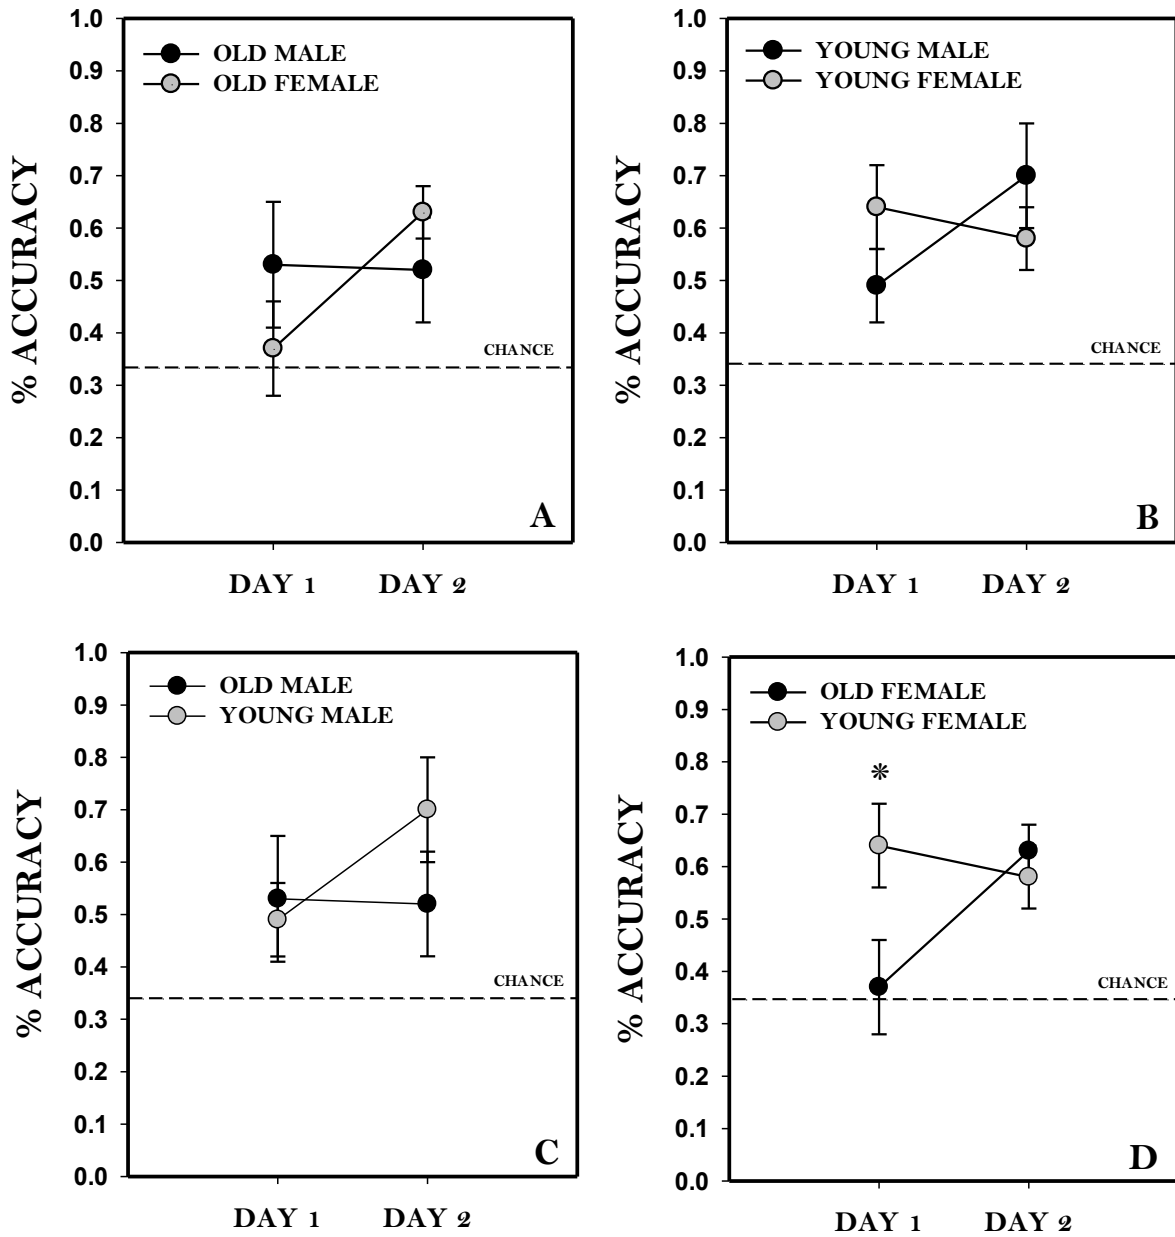 1.0
0.9
0.8
0.7
0.6
0.5
0.4
0.3
0.2
0.1
0.0
% ACCURACY
OLD MALE
OLD FEMALE
CHANCE
A
DAY 1 DAY 2
1.0
0.9
0.8
0.7
0.6
0.5
0.4
0.3
0.2
0.1
0.0
% ACCURACY
YOUNG MALE
YOUNG FEMALE
CHANCE
B
DAY 1 DAY 2
1.0
0.9
0.8
0.7
0.6
0.5
0.4
0.3
0.2
0.1
0.0
% ACCURACY
OLD MALE
YOUNG MALE
CHANCE
C
DAY 1 DAY 2
1.0
0.9
0.8
0.7
0.6
0.5
0.4
0.3
0.2
0.1
0.0
% ACCURACY
OLD FEMALE
YOUNG FEMALE
*
CHANCE
D
DAY 1 DAY 2